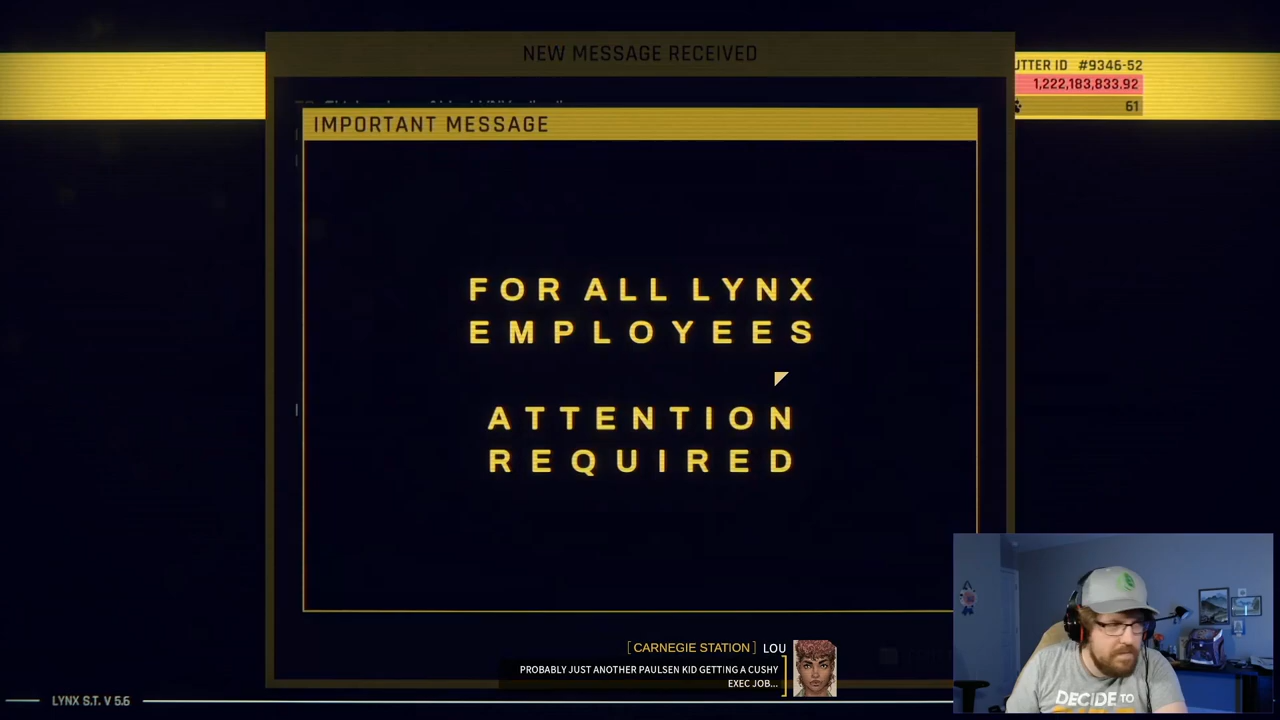 NEW MESSAGE RECEIVED
UTTER ID #9346-52
1,222,183,833.92
61
IMPORTANT MESSAGE
FOR ALL LYNX
EMPLOYEES
ATTENTION
REQUIRED
[ CARNEGIE STATION ] LOU
PROBABLY JUST ANOTHER PAULSEN KID GETTING A CUSHY
EXEC JOB...
LYNX S.T. V 5.6
DECIDE TO